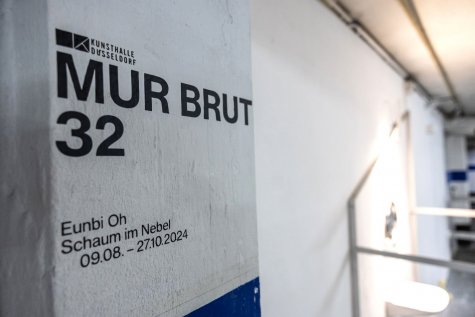 KUNSTHALLE
DÜSSELDORF
MUR BRUT
32
Eunbi Oh
Schaum im Nebel
09.08. – 27.10.2024